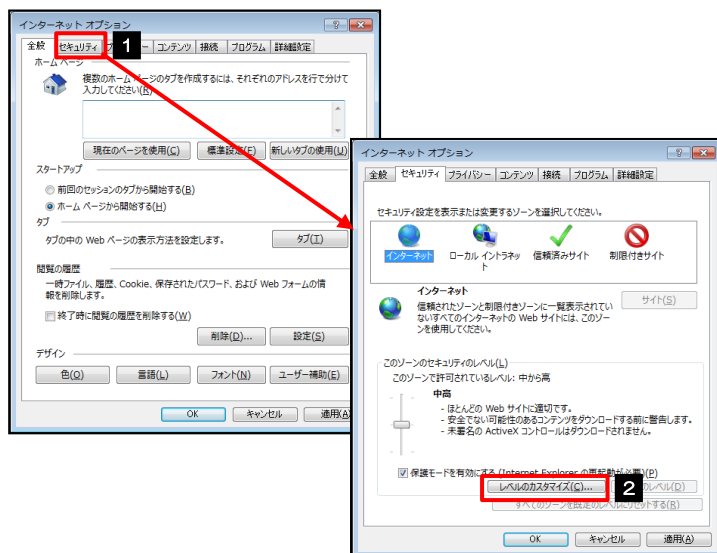 インターネット オプション
全般 セキュリティ コンテンツ 接続 プログラム 詳細設定
1
ホーム ページ
複数のホーム ページのタブを作成するには、それぞれのアドレスを行で分けて
入力してください(R)
現在のページを使用(C) 標準設定(F) 新しいタブの使用(U)
スタートアップ
前回のセッションのタブから開始する(B)
ホーム ページから開始する(H)
タブ
タブの中の Web ページの表示方法を設定します。 タブ(T)
閲覧の履歴
一時ファイル、履歴、Cookie、保存されたパスワード、および Web フォームの情
報を削除します。
終了時に閲覧の履歴を削除する(W)
削除(D)... 設定(S)
デザイン
色(O) 言語(L) フォント(N) ユーザー補助(E)
OK キャンセル 適用(A)
インターネット オプション
全般 セキュリティ プライバシー コンテンツ 接続 プログラム 詳細設定
セキュリティ設定を表示または変更するゾーンを選択してください。
インターネット ローカル イントラネッ
ト 信頼済みサイト 制限付きサイト
インターネット
サイト(S)
信頼されたゾーンと制限付きゾーンに一覧表示されてい
ないすべてのインターネットの Web サイトには、このゾー
ンを使用してください。
このゾーンのセキュリティのレベル(L)
このゾーンで許可されているレベル: 中から高
中高
- ほとんどの Web サイトに適切です。
- 安全でない可能性のあるコンテンツをダウンロードする前に警告します。
- 未署名の ActiveX コントロールはダウンロードされません。
保護モードを有効にする (Internet Explorer の再起動が必要)(P)
レベルのカスタマイズ(C)... のレベル(D)
2
すべてのゾーンを既定のレベルにリセットする(R)
OK キャンセル 適用(A)